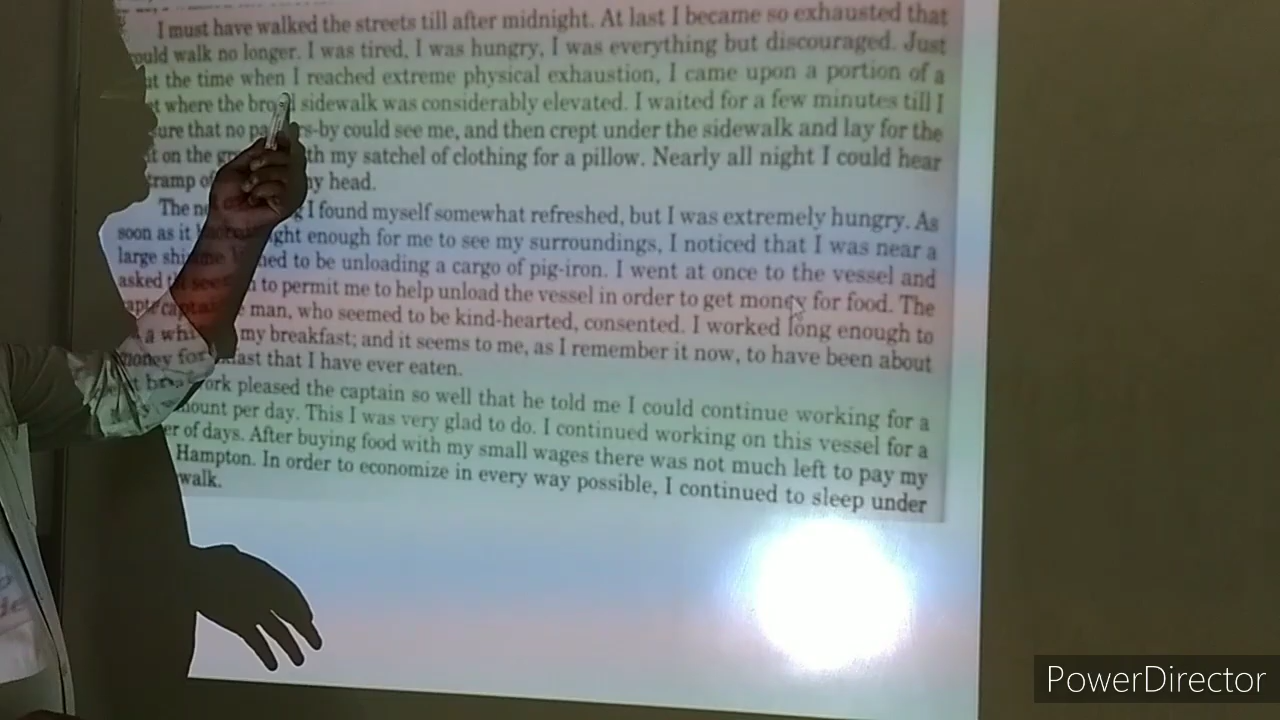 I must have walked the streets till after midnight. At last I became so exhausted that
could walk no longer. I was tired, I was hungry, I was everything but discouraged. Just
at the time when I reached extreme physical exhaustion, I came upon a portion of a
where the sidewalk was considerably elevated. I waited for a few minutes till I
sure that no could see me, and then crept under the sidewalk and lay for the
on the my satchel of clothing for a pillow. Nearly all night I could hear
tramp of my head.
The I found myself somewhat refreshed, but I was extremely hungry. As
soon as it enough for me to see my surroundings, I noticed that I was near a
large to be unloading a cargo of pig-iron. I went at once to the vessel and
asked to permit me to help unload the vessel in order to get money for food. The
man, who seemed to be kind-hearted, consented. I worked long enough to
my breakfast; and it seems to me, as I remember it now, to have been about
money for that I have ever eaten.
pleased the captain so well that he told me I could continue working for a
per day. This I was very glad to do. I continued working on this vessel for a
of days. After buying food with my small wages there was not much left to pay my
Hampton. In order to economize in every way possible, I continued to sleep under
walk.
PowerDirector